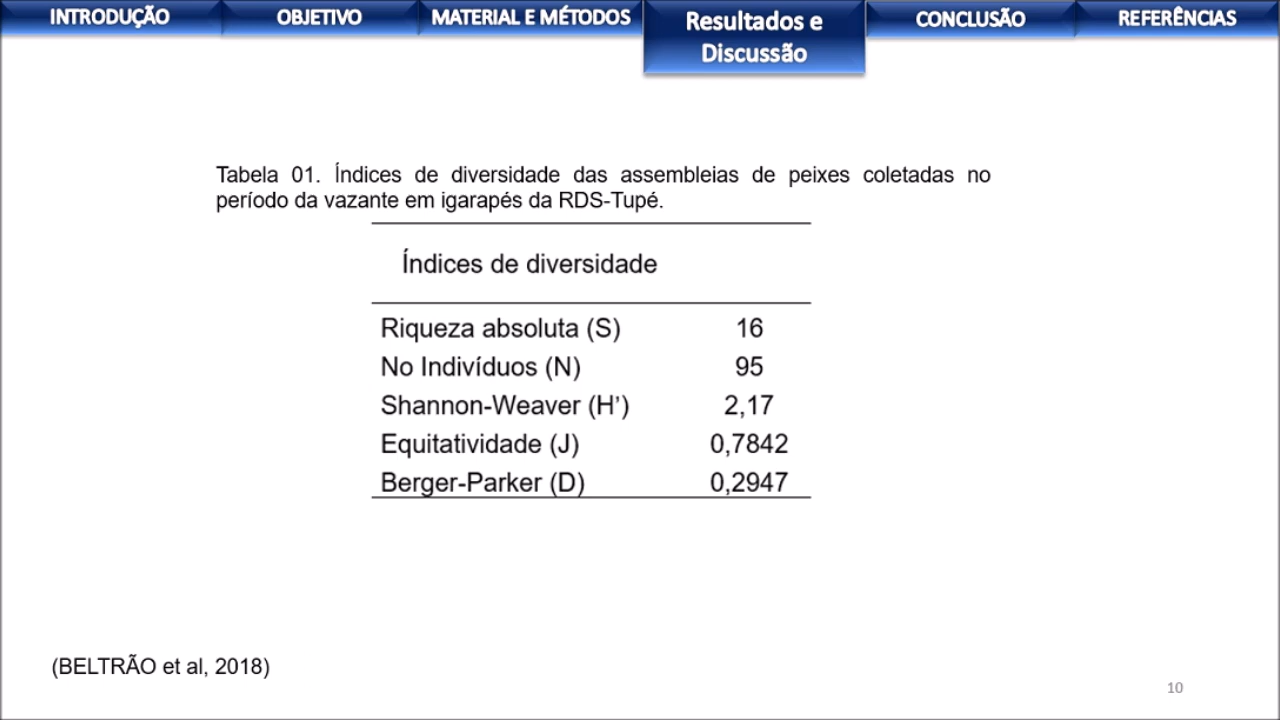 INTRODUÇÃO
OBJETIVO
MATERIAL E MÉTODOS
Resultados e
Discussão
CONCLUSÃO
REFERÊNCIAS
Tabela 01. Índices de diversidade das assembleias de peixes coletadas no
período da vazante em igarapés da RDS-Tupé.
Índices de diversidade
Riqueza absoluta (S) 16
No Indivíduos (N) 95
Shannon-Weaver (H’) 2,17
Equitatividade (J) 0,7842
Berger-Parker (D) 0,2947
(BELTRÃO et al, 2018)
10